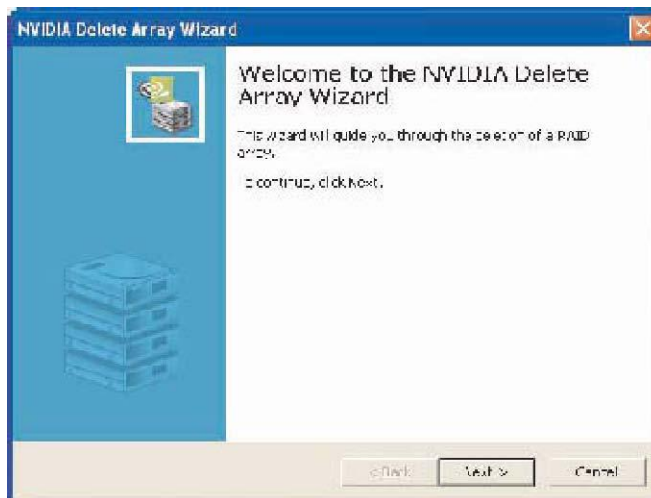 NVIDIA Delete Array Wizard
Welcome to the NVIDIA Delete
Array Wizard
This wizard will guide you through the deletion of a RAID
array.
To continue, click Next.
< Back
Next >
Cancel